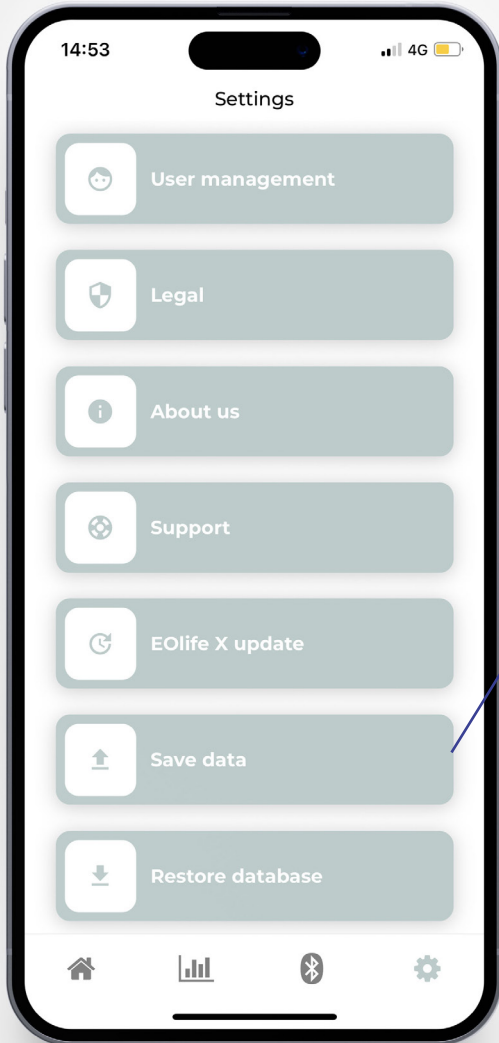 14:53
4G
Settings
User management
Legal
About us
Support
EOlife X update
Save data
Restore database